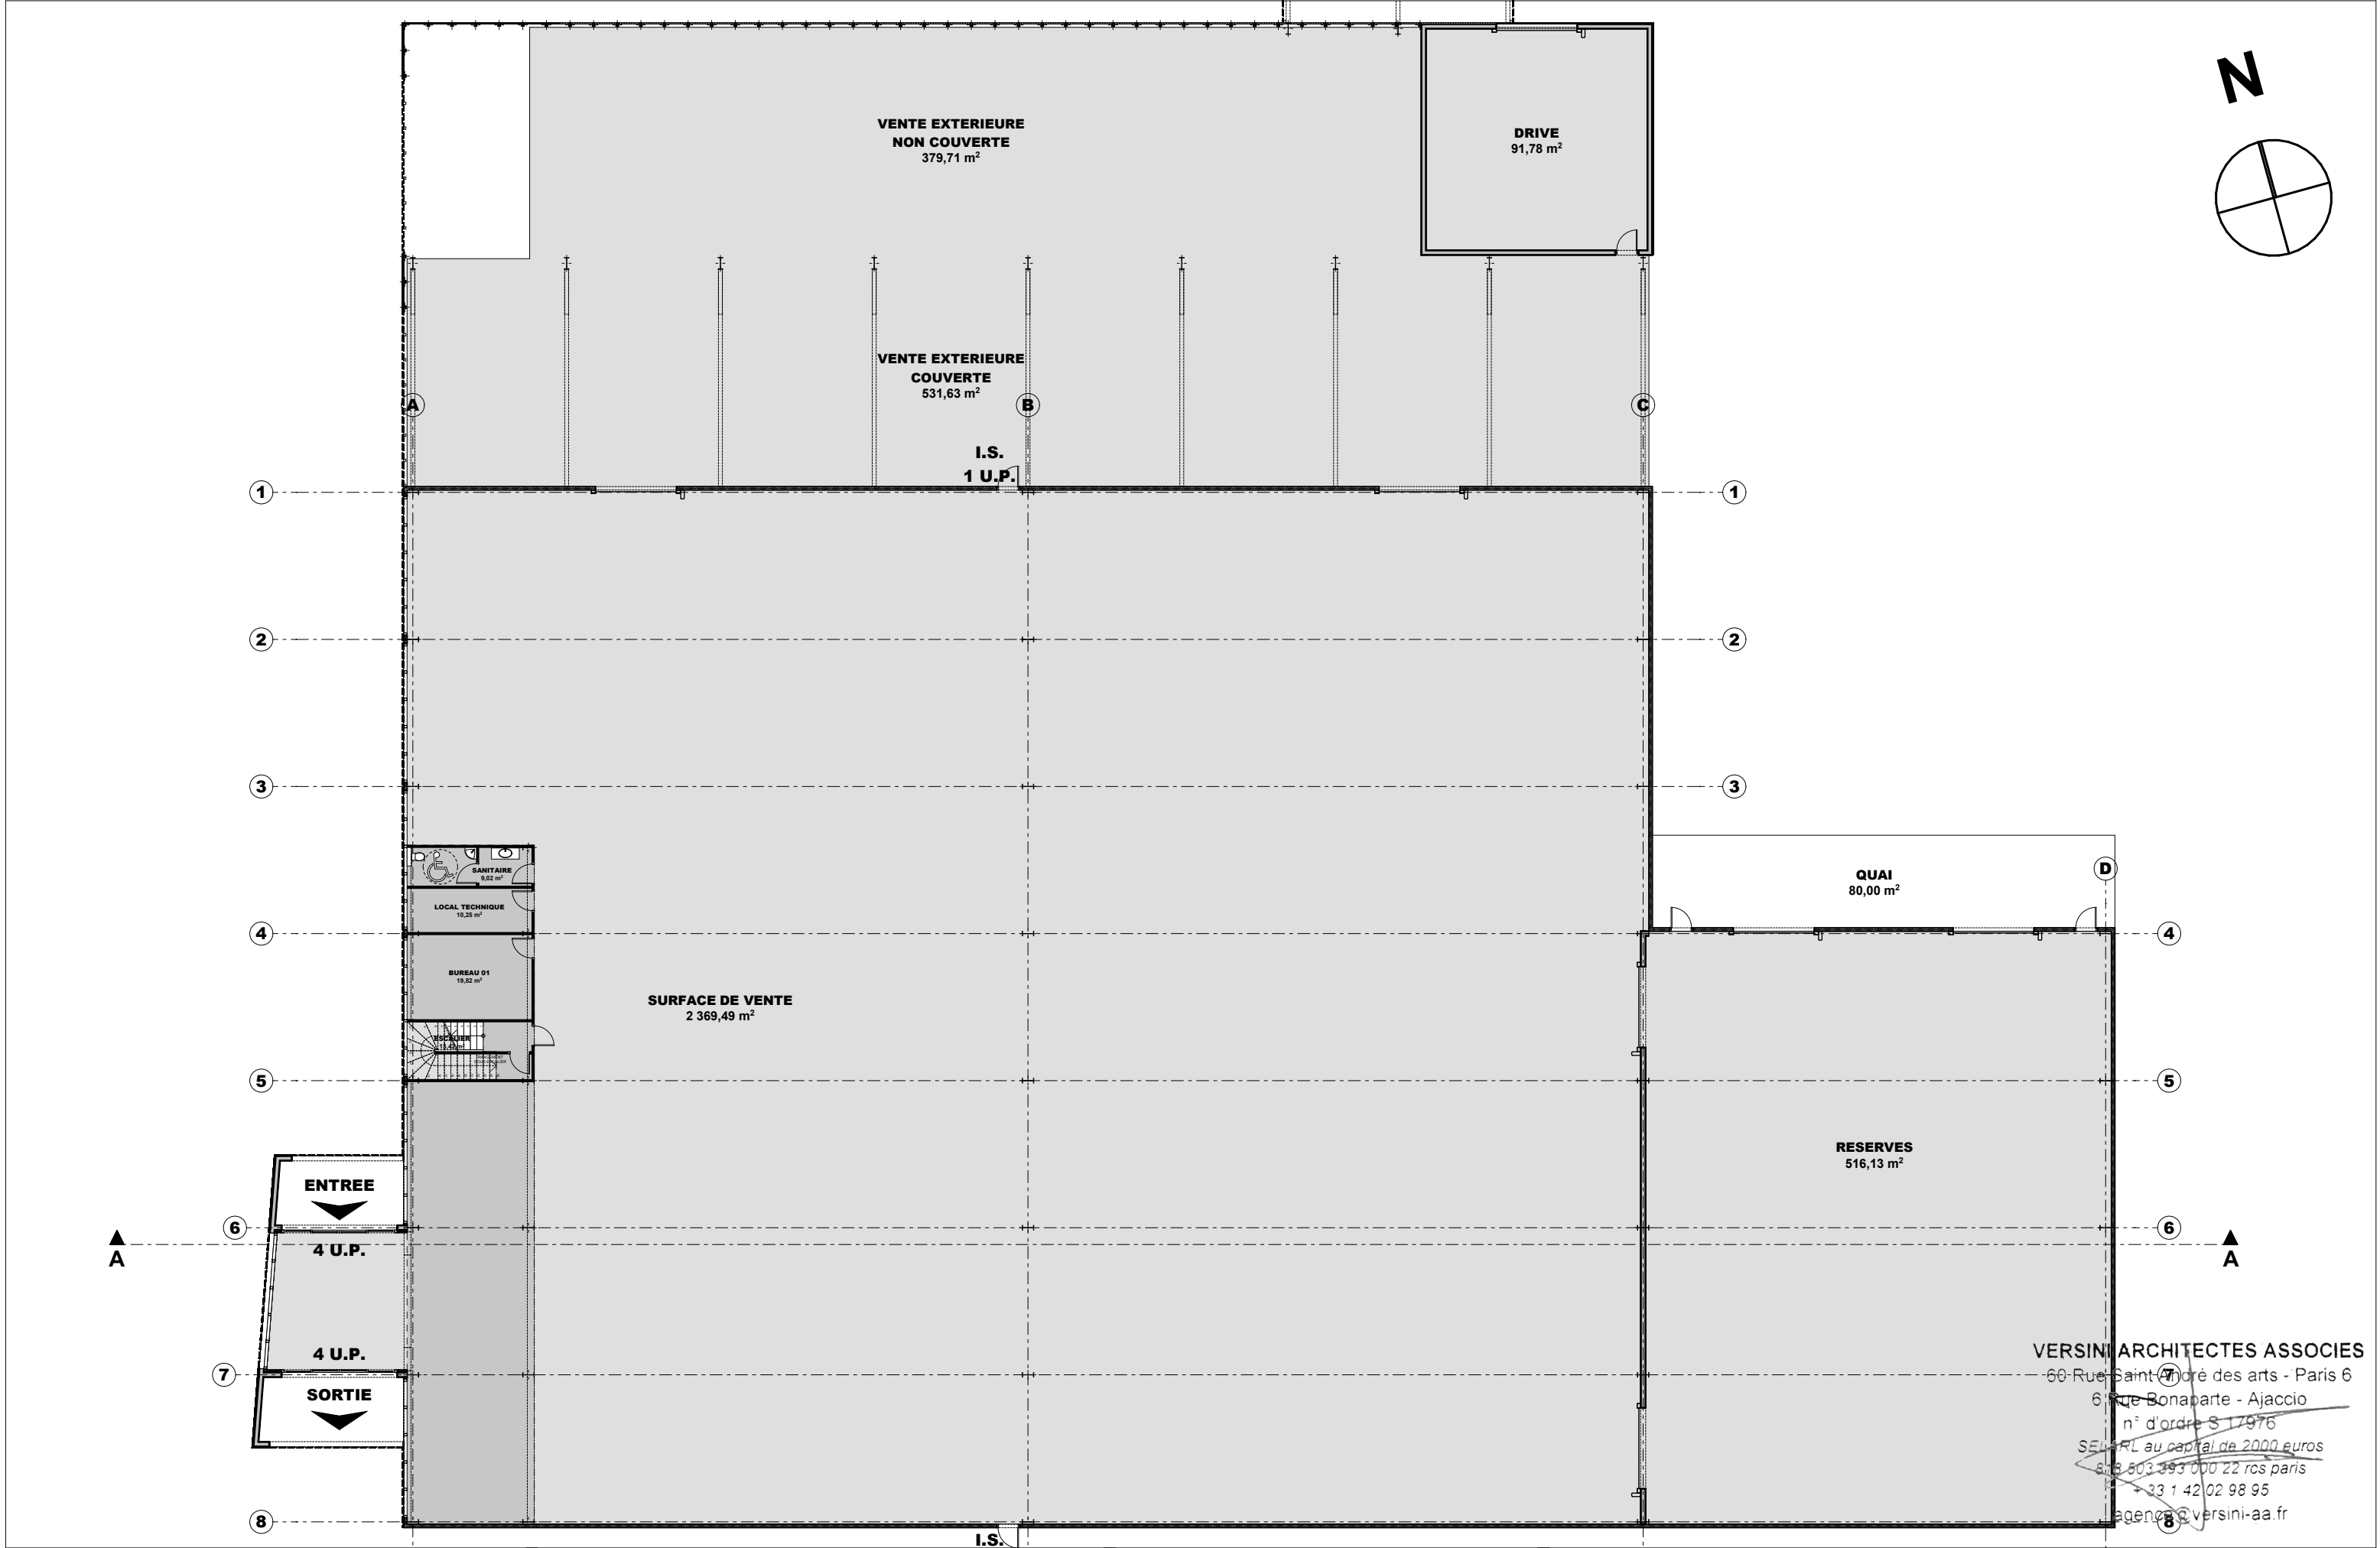 N
VENTE EXTERIEURE
NON COUVERTE
379,71 m²
DRIVE
91,78 m²
VENTE EXTERIEURE
COUVERTE
531,63 m²
A
B
C
I.S.
1 U.P.
1
1
2
2
3
3
SANITAIRE
9,02 m²
QUAI
80,00 m²
D
LOCAL TECHNIQUE
10,25 m²
4
4
BUREAU 01
19,82 m²
SURFACE DE VENTE
2 369,49 m²
ESCALIER
5
5
RESERVES
516,13 m²
ENTREE
6
6
4 U.P.
A
A
4 U.P.
7
7
SORTIE
VERSINI ARCHITECTES ASSOCIES
60 Rue Saint André des arts - Paris 6
6 Rue Bonaparte - Ajaccio
n° d'ordre S 17976
SELARL au capital de 2000 euros
503 393 000 22 rcs paris
+ 33 1 42 02 98 95
agence@versini-aa.fr
8
8
I.S.